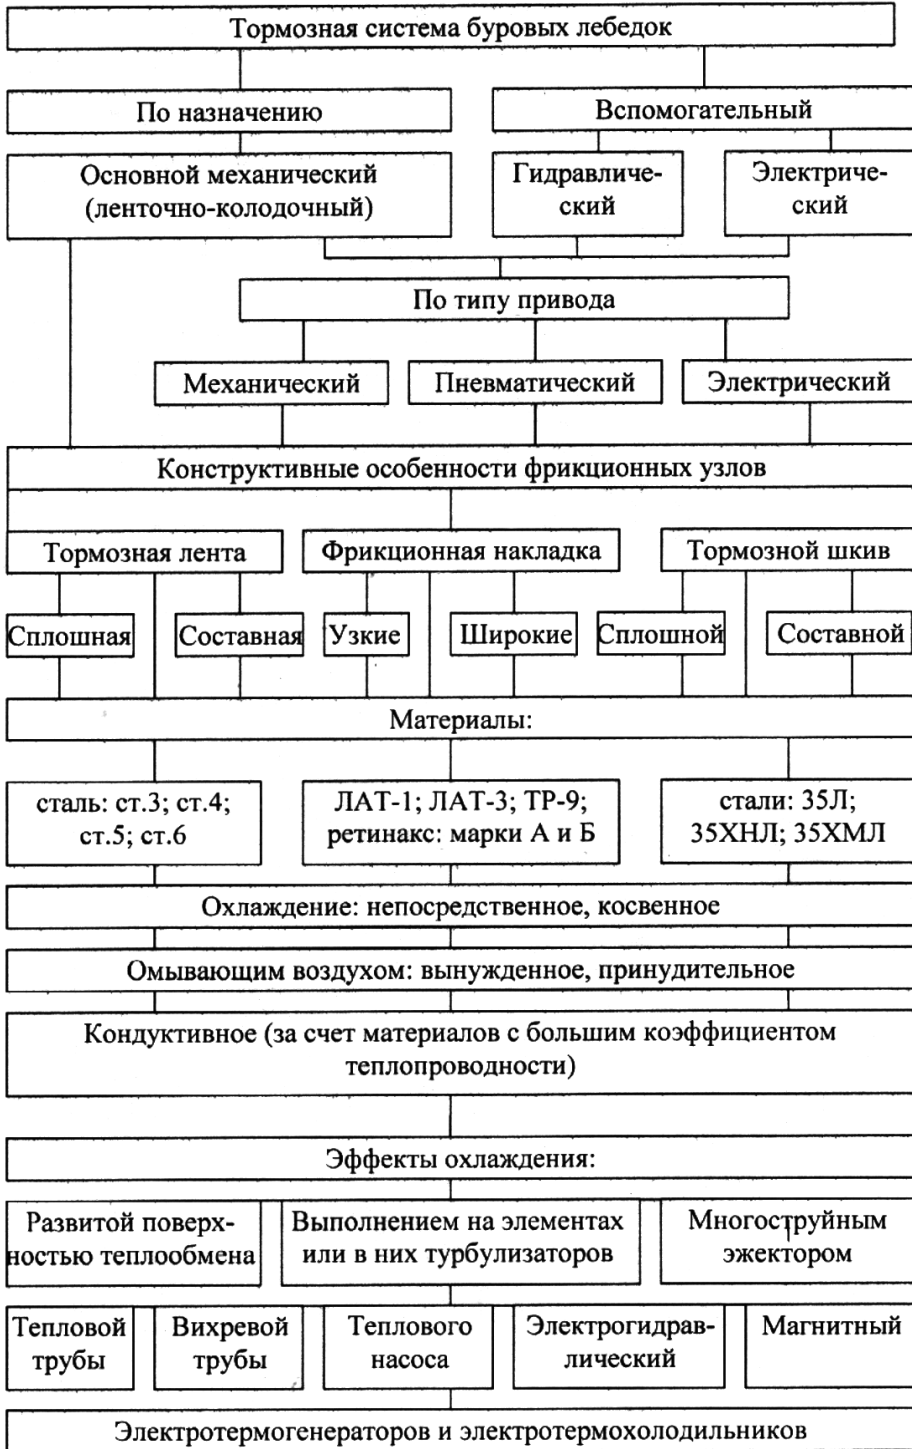 Тормозная система буровых лебедок
По назначению
Вспомогательный
Основной механический
(ленточно-колодочный)
Гидравличе-
ский
Электриче-
ский
По типу привода
Механический
Пневматический
Электрический
Конструктивные особенности фрикционных узлов
Тормозная лента
Фрикционная накладка
Тормозной шкив
Сплошная
Составная
Узкие
Широкие
Сплошной
Составной
Материалы:
сталь: ст.3; ст.4;
ст.5; ст.6
ЛАТ-1; ЛАТ-3; ТР-9;
ретинакс: марки А и Б
стали: 35Л;
35ХНЛ; 35ХМЛ
Охлаждение: непосредственное, косвенное
Омывающим воздухом: вынужденное, принудительное
Кондуктивное (за счет материалов с большим коэффициентом
теплопроводности)
Эффекты охлаждения:
Развитой поверх-
ностью теплообмена
Выполнением на элементах
или в них турбулизаторов
Многоструйным
эжектором
Тепловой
трубы
Вихревой
трубы
Теплового
насоса
Электрогидрав-
лический
Магнитный
Электротермогенераторов и электротермохолодильников